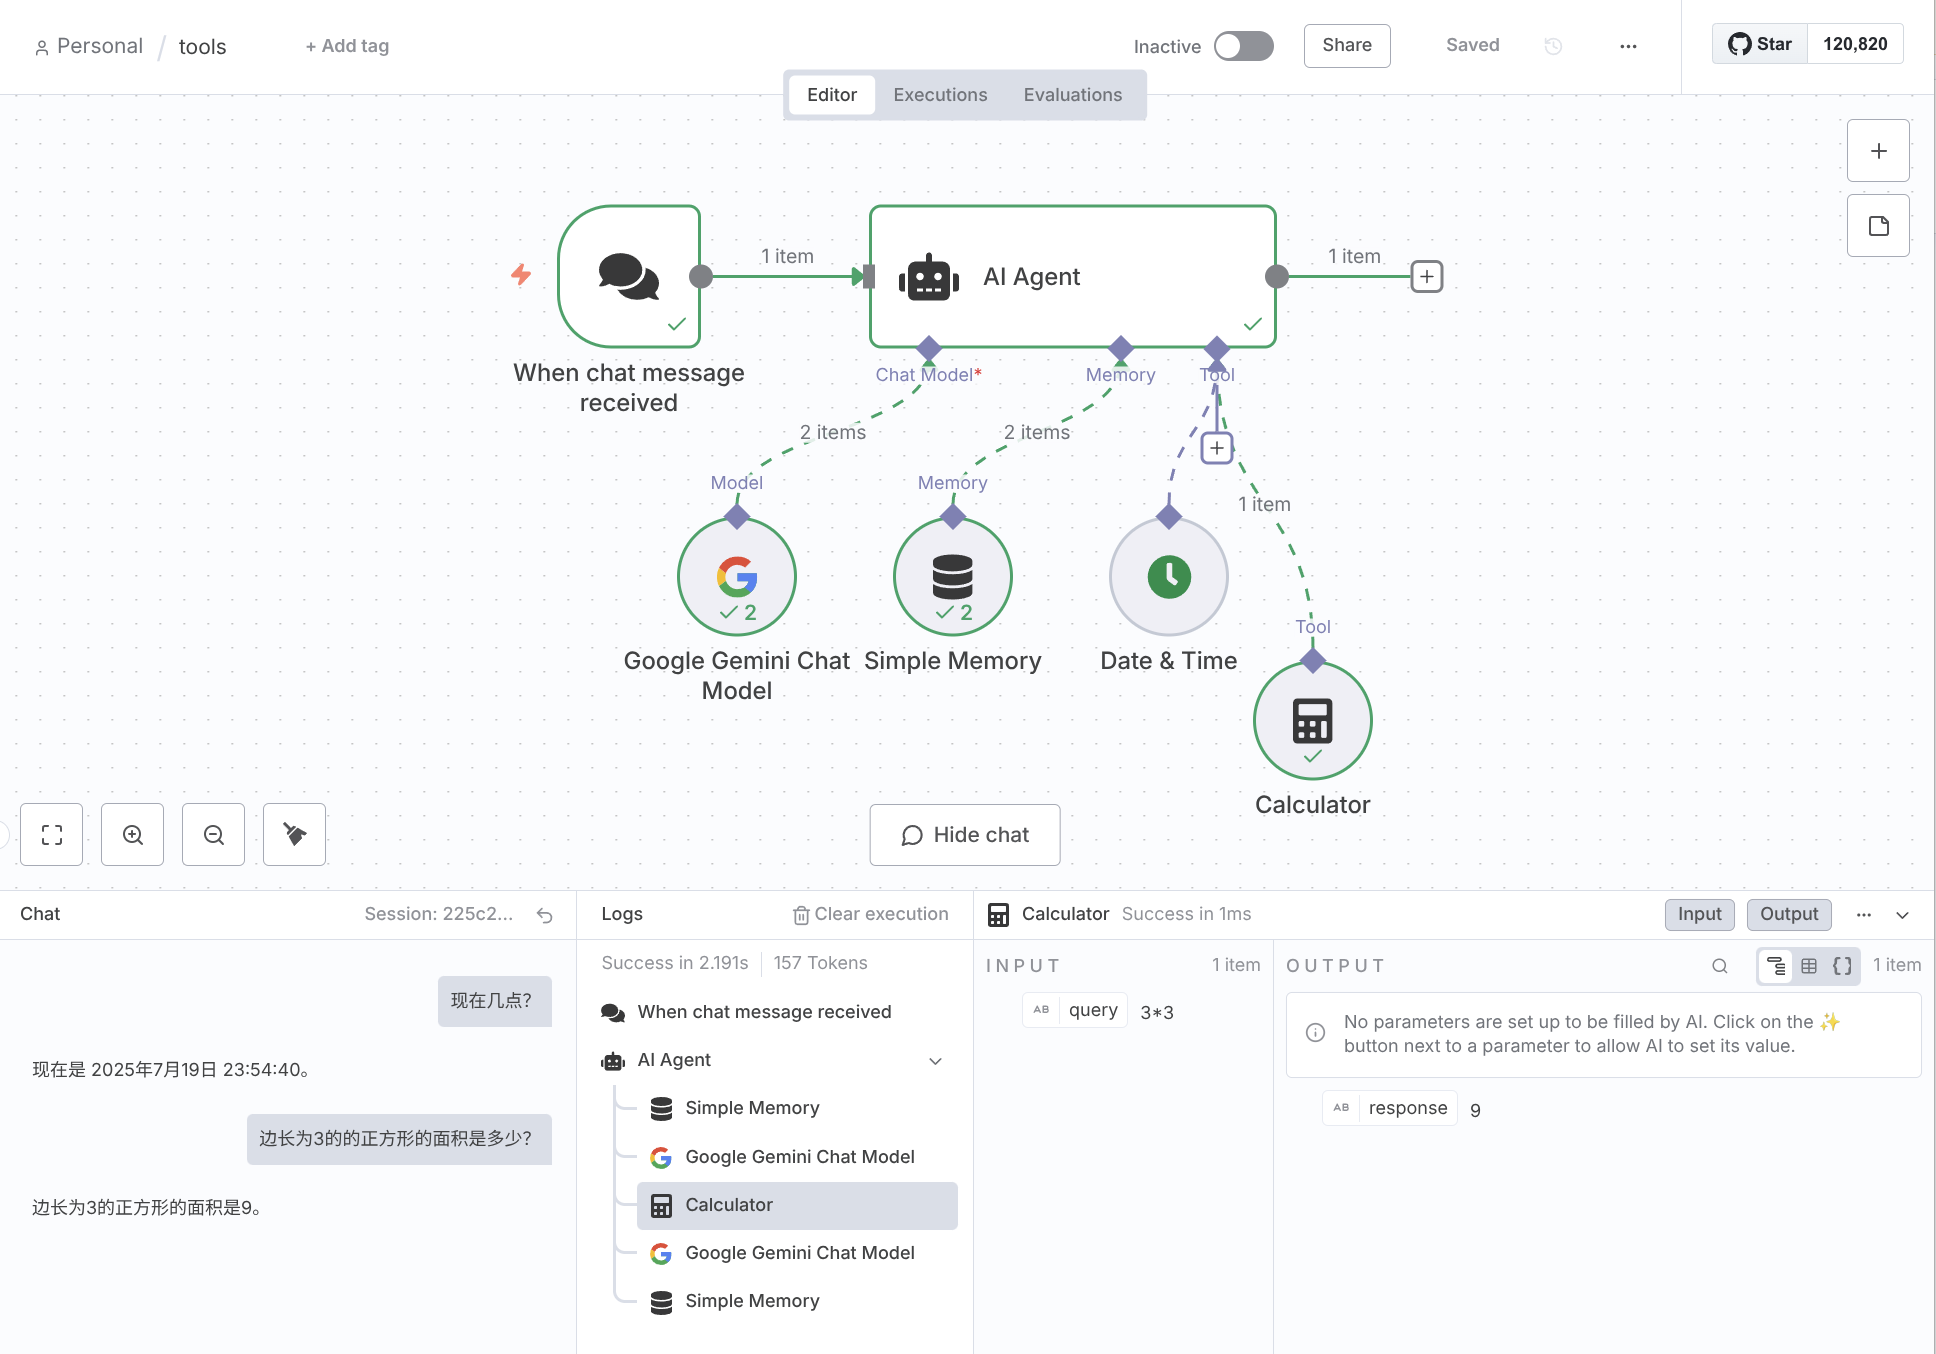 Personal / tools + Add tag Inactive Share Saved ... Star 120,820
Editor Executions Evaluations
1 item
AI Agent
1 item
When chat message
received
Chat Model*
Memory
Tool
2 items
2 items
Model
Memory
1 item
2
2
Google Gemini Chat
Model
Simple Memory
Date & Time
Tool
Calculator
Hide chat
Chat Session: 225c2...
现在几点?
现在是 2025年7月19日 23:54:40。
边长为3的的正方形的面积是多少?
边长为3的正方形的面积是9。
Logs Clear execution
Success in 2.191s 157 Tokens
When chat message received
AI Agent
Simple Memory
Google Gemini Chat Model
Calculator
Google Gemini Chat Model
Simple Memory
Calculator Success in 1ms Input Output ...
INPUT 1 item
AB query 3*3
OUTPUT 1 item
No parameters are set up to be filled by AI. Click on the ✨
button next to a parameter to allow AI to set its value.
AB response 9